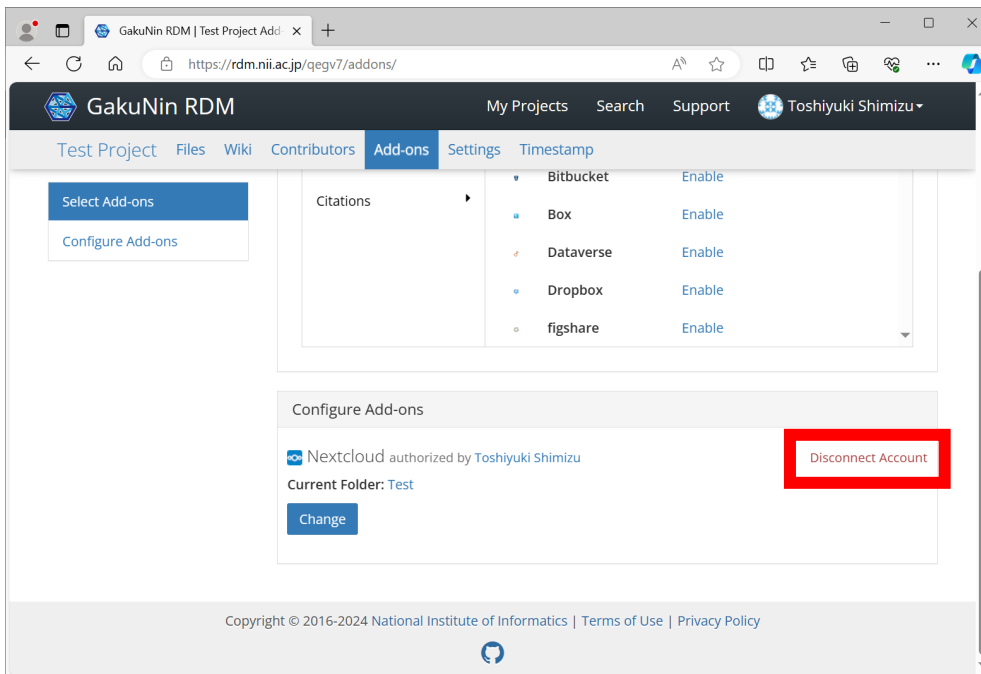 GakuNin RDM | Test Project Add-
https://rdm.nii.ac.jp/qegv7/addons/
GakuNin RDM My Projects Search Support Toshiyuki Shimizu
Test Project Files Wiki Contributors Add-ons Settings Timestamp
Select Add-ons
Configure Add-ons
Citations
Bitbucket Enable
Box Enable
Dataverse Enable
Dropbox Enable
figshare Enable
Configure Add-ons
Nextcloud authorized by Toshiyuki Shimizu Disconnect Account
Current Folder: Test
Change
Copyright © 2016-2024 National Institute of Informatics | Terms of Use | Privacy Policy